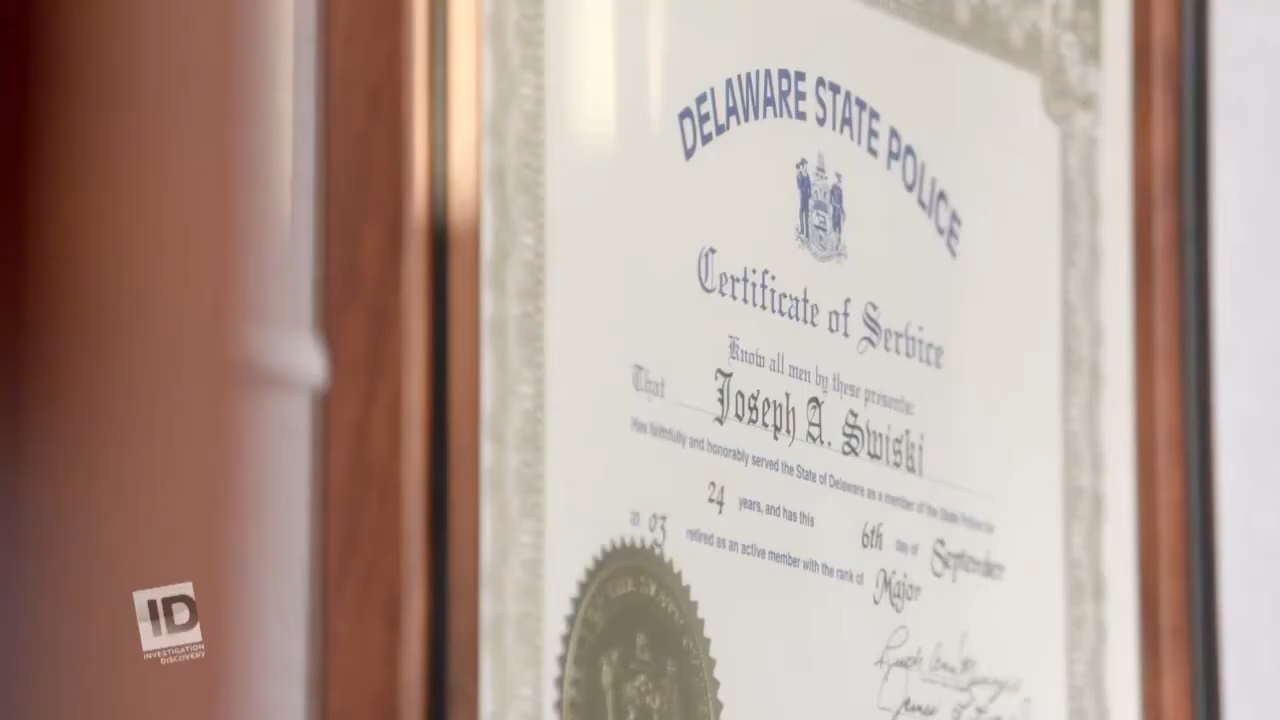 DELAWARE STATE POLICE
Certificate of Service
Know all men by these presents:
That Joseph A. Swiski
Has faithfully and honorably served the State of Delaware as a member of the State Police for
24 years, and has this 6th day of September
03 retired as an active member with the rank of Major
ID
INVESTIGATION
DISCOVERY